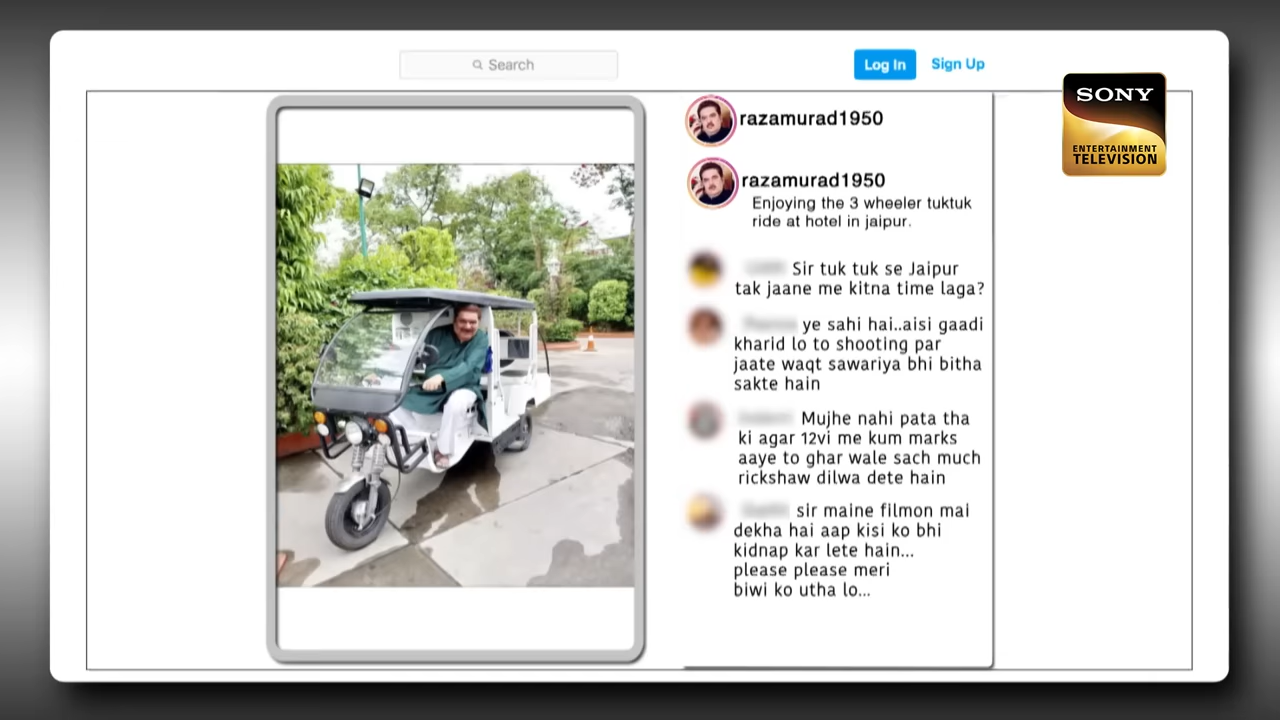 Search
Log In
Sign Up
SONY
ENTERTAINMENT
TELEVISION
razamurad1950
razamurad1950
Enjoying the 3 wheeler tuktuk
ride at hotel in jaipur.
Sir tuk tuk se Jaipur
tak jaane me kitna time laga?
ye sahi hai..aisi gaadi
kharid lo to shooting par
jaate waqt sawariya bhi bitha
sakte hain
Mujhe nahi pata tha
ki agar 12vi me kum marks
aaye to ghar wale sach much
rickshaw dilwa dete hain
sir maine filmon mai
dekha hai aap kisi ko bhi
kidnap kar lete hain...
please please meri
biwi ko utha lo...